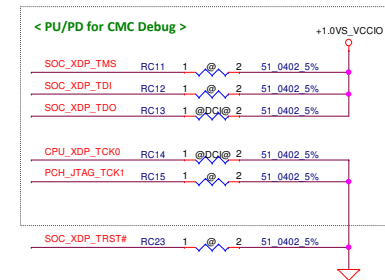 < PU/PD for CMC Debug >
+1.0VS_VCCIO
SOC_XDP_TMS RC11 1 @ 2 51_0402_5%
SOC_XDP_TDI RC12 1 @ 2 51_0402_5%
SOC_XDP_TDO RC13 1 @DCI@ 2 51_0402_5%
CPU_XDP_TCK0 RC14 1 @DCI@ 2 51_0402_5%
PCH_JTAG_TCK1 RC15 1 @ 2 51_0402_5%
SOC_XDP_TRST# RC23 1 @ 2 51_0402_5%